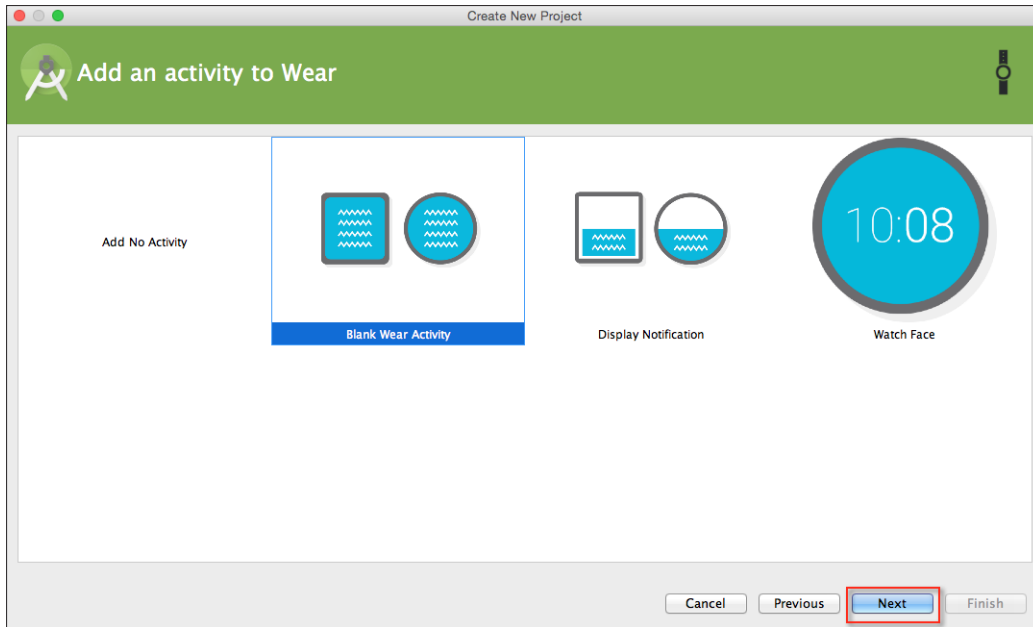 Create New Project
Add an activity to Wear
10:08
Add No Activity
Blank Wear Activity
Display Notification
Watch Face
Cancel
Previous
Next
Finish